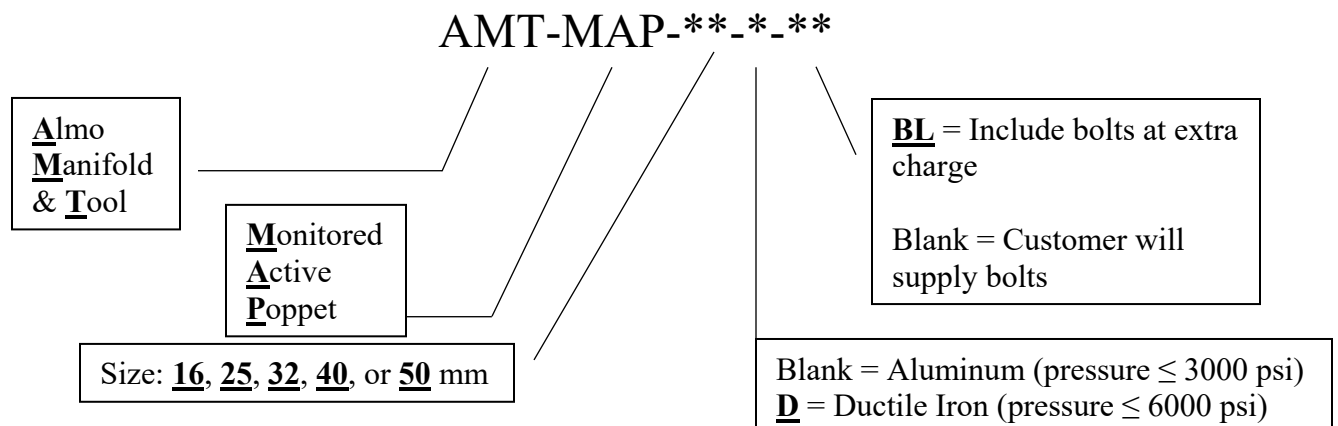 AMT-MAP-**-*-**
Almo
Manifold
& Tool
Monitored
Active
Poppet
Size: 16, 25, 32, 40, or 50 mm
BL = Include bolts at extra
charge
Blank = Customer will
supply bolts
Blank = Aluminum (pressure ≤ 3000 psi)
D = Ductile Iron (pressure ≤ 6000 psi)